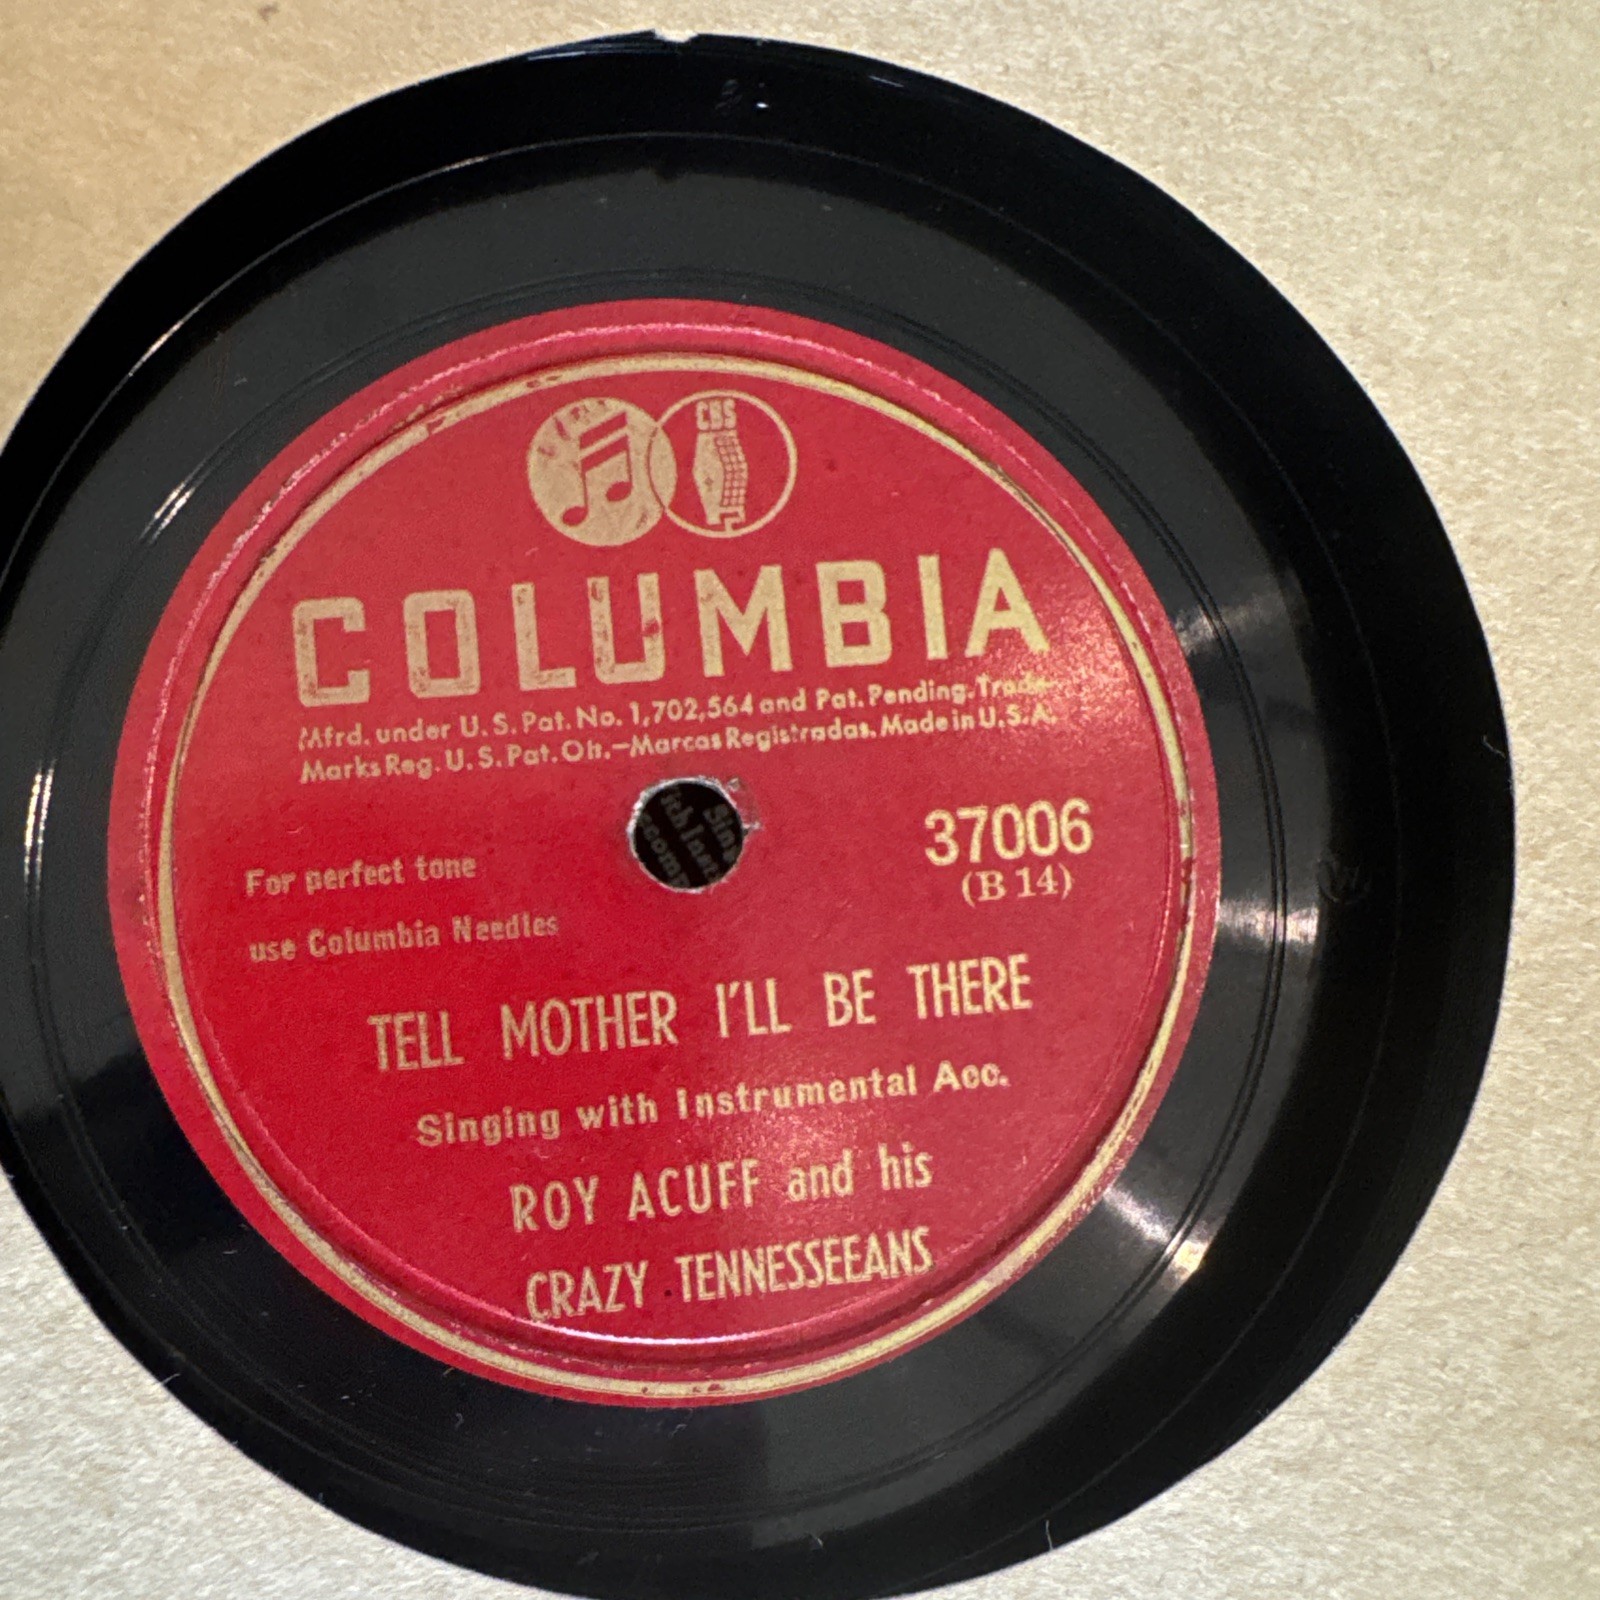 CBS
COLUMBIA
Mfrd. under U.S. Pat. No. 1,702,564 and Pat. Pending. Trade-
Marks Reg. U.S. Pat. Off.—Marcas Registradas. Made in U.S.A.
37006
(B 14)
For perfect tone
use Columbia Needles
TELL MOTHER I'LL BE THERE
Singing with Instrumental Acc.
ROY ACUFF and his
CRAZY TENNESSEEANS